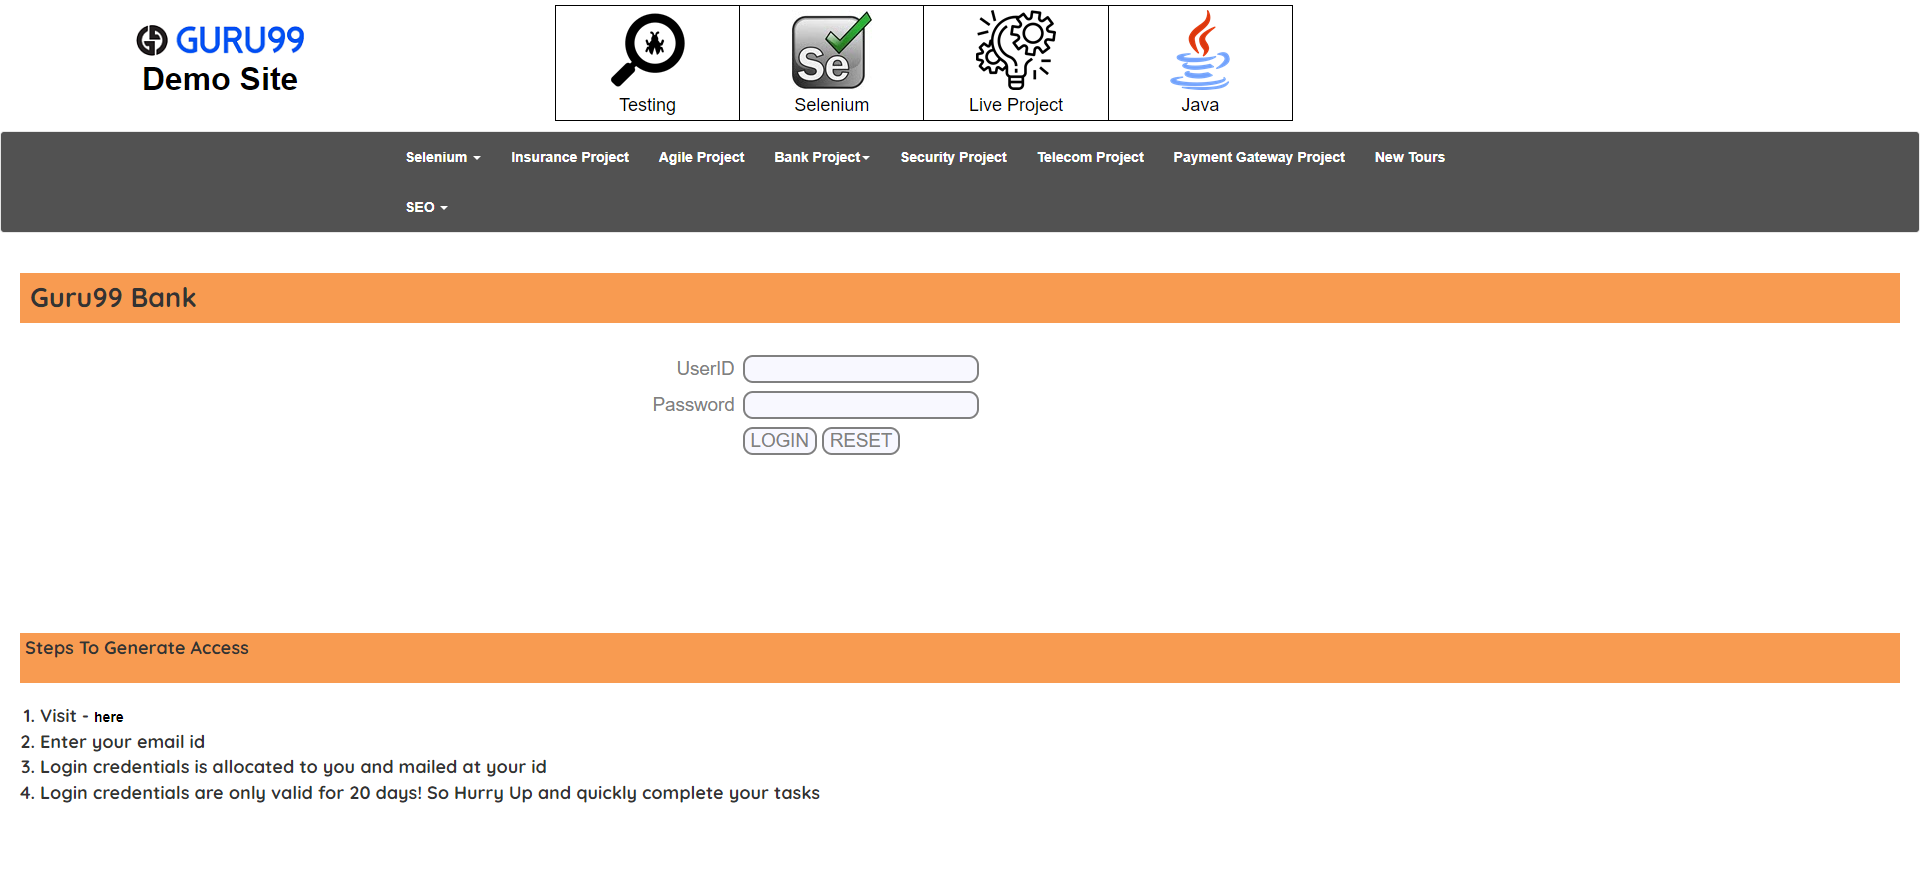 GURU99
Demo Site
Testing
Se
Selenium
Live Project
Java
Selenium
Insurance Project
Agile Project
Bank Project
Security Project
Telecom Project
Payment Gateway Project
New Tours
SEO
Guru99 Bank
UserID
Password
LOGIN RESET
Steps To Generate Access
1. Visit - here
2. Enter your email id
3. Login credentials is allocated to you and mailed at your id
4. Login credentials are only valid for 20 days! So Hurry Up and quickly complete your tasks